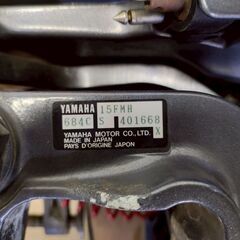 YAMAHA 15FMH
684C S 401668
X
YAMAHA MOTOR CO., LTD.
MADE IN JAPAN
PAYS D'ORIGINE JAPON